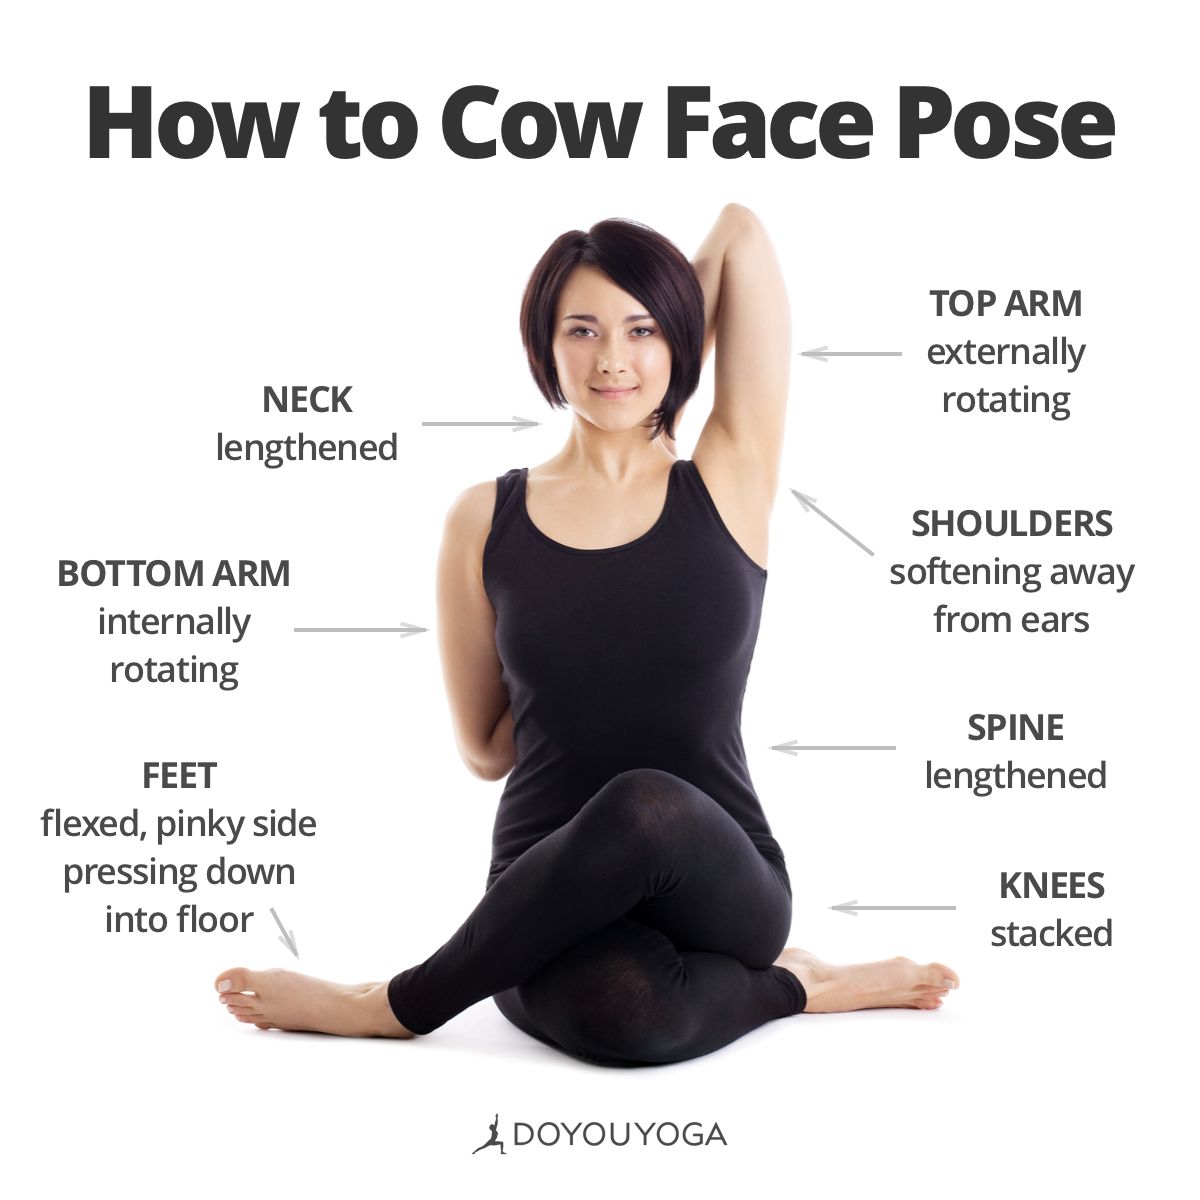 How to Cow Face Pose
TOP ARM
externally
rotating
NECK
lengthened
SHOULDERS
softening away
from ears
BOTTOM ARM
internally
rotating
SPINE
lengthened
FEET
flexed, pinky side
pressing down
into floor
KNEES
stacked
DOYOUYOGA